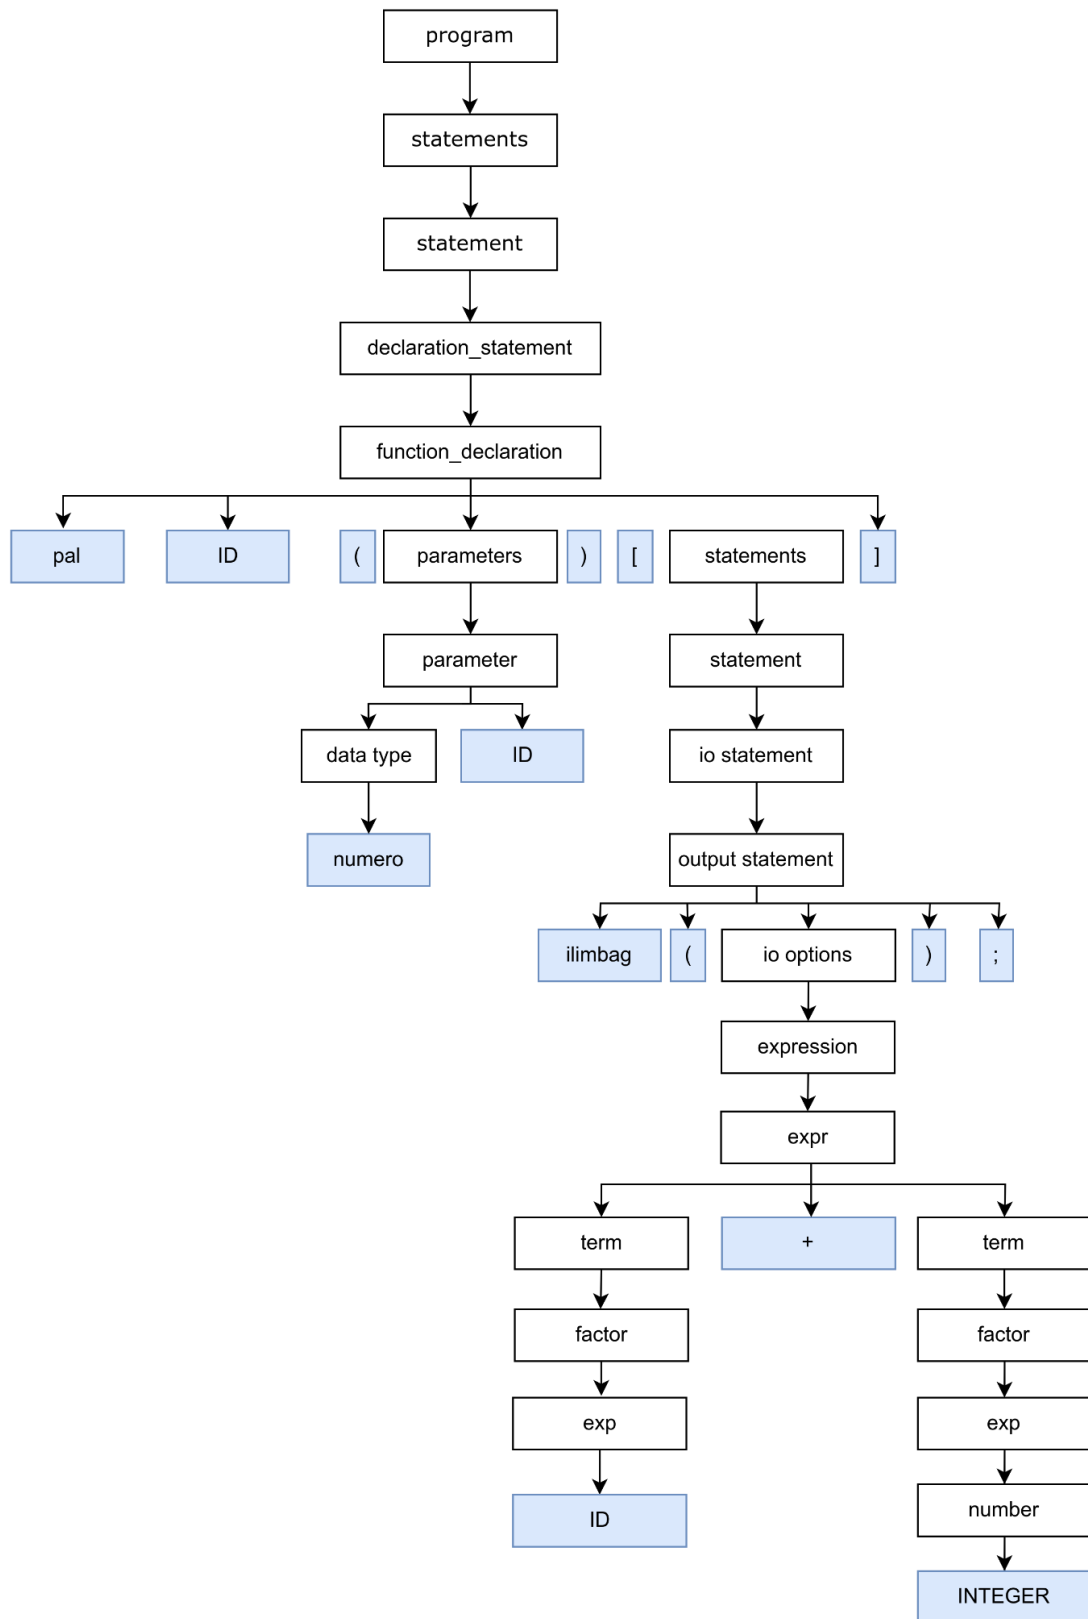 program
statements
statement
declaration_statement
function_declaration
pal ID ( parameters ) [ statements ]
parameter statement
data type ID io statement
numero output statement
ilimbag ( io options ) ;
expression
expr
term + term
factor factor
exp exp
ID number
INTEGER